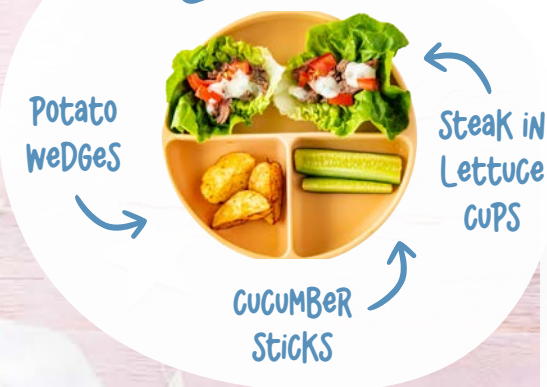 Potato
Wedges
Steak in
Lettuce
Cups
Cucumber
Sticks